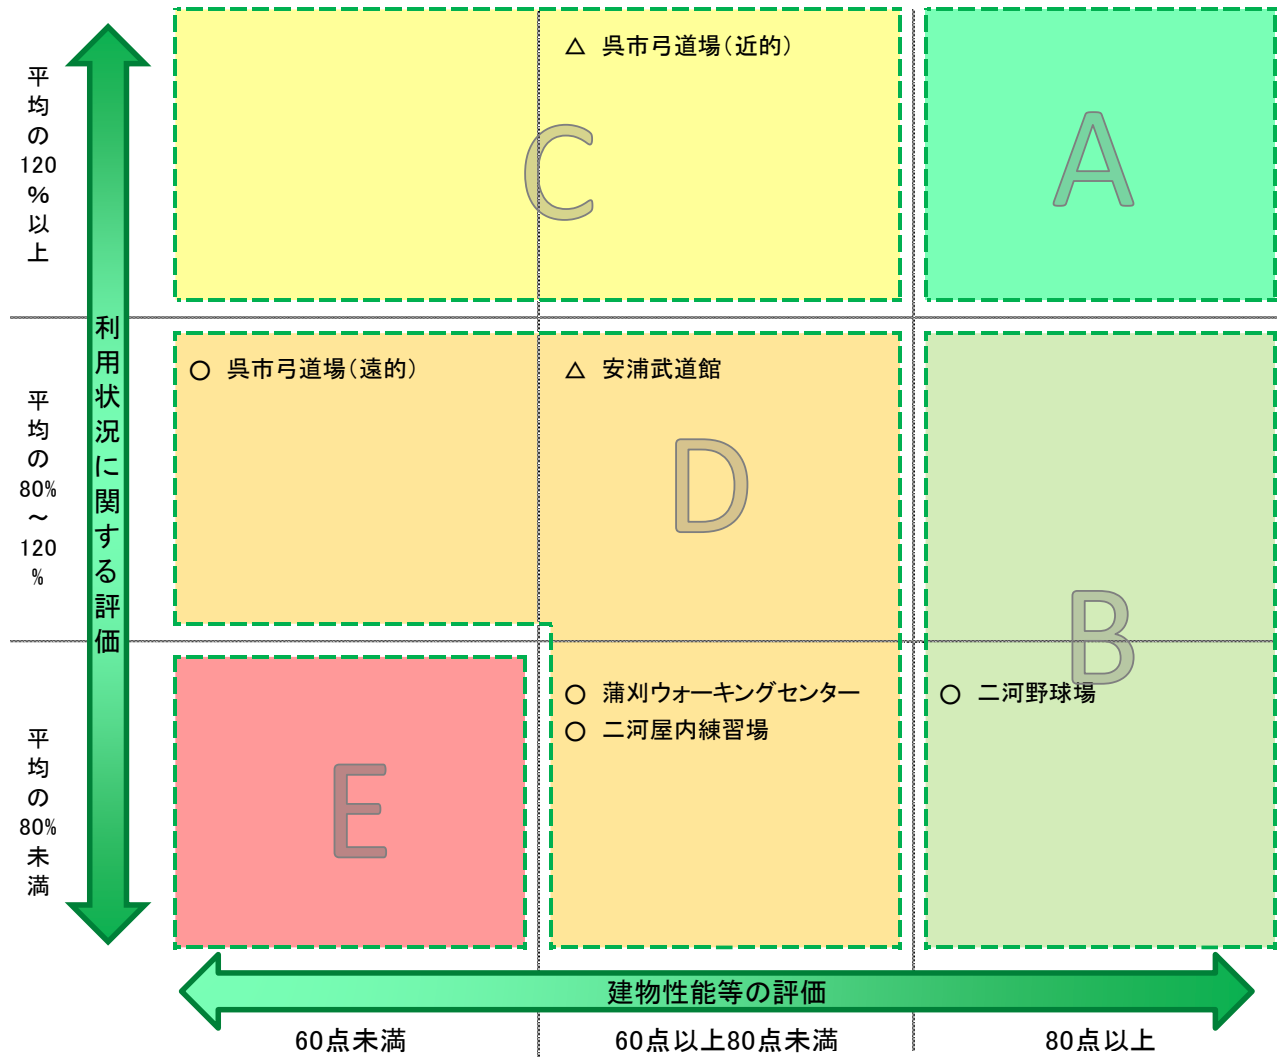 平均の120%以上
△ 呉市弓道場(近的)
C
A
利用状況に関する評価
平均の80%~120%
○ 呉市弓道場(遠的)
△ 安浦武道館
D
B
平均の80%未満
E
○ 蒲刈ウォーキングセンター
○ 二河屋内練習場
○ 二河野球場
建物性能等の評価
60点未満
60点以上80点未満
80点以上